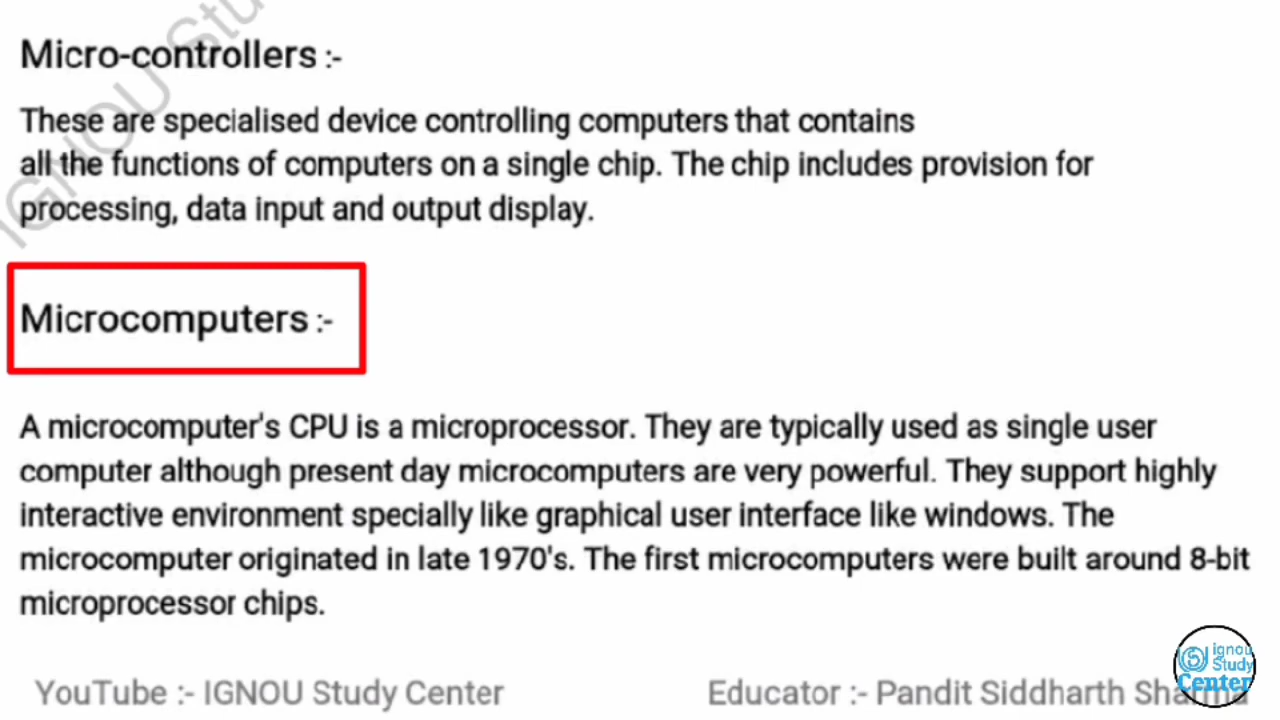 Micro-controllers :-
These are specialised device controlling computers that contains
all the functions of computers on a single chip. The chip includes provision for
processing, data input and output display.
Microcomputers :-
A microcomputer's CPU is a microprocessor. They are typically used as single user
computer although present day microcomputers are very powerful. They support highly
interactive environment specially like graphical user interface like windows. The
microcomputer originated in late 1970's. The first microcomputers were built around 8-bit
microprocessor chips.
YouTube :- IGNOU Study Center
Educator :- Pandit Siddharth
ignou
Study
Center
IGNOU